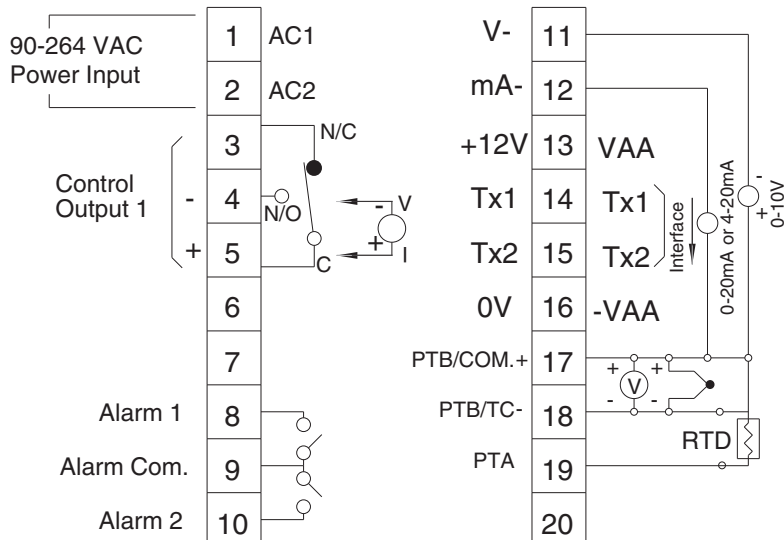 90-264 VAC
Power Input
1 AC1
2 AC2
3 N/C
Control
Output 1
- 4 N/O - V
+ 5 C + I
6
7
Alarm 1 8
Alarm Com. 9
Alarm 2 10
V- 11
mA- 12
+12V 13 VAA
Tx1 14 Tx1
Tx2 15 Tx2
Interface
0-20mA or 4-20mA
- +
0-10V
0V 16 -VAA
PTB/COM.+ 17
+ V - + -
PTB/TC- 18
RTD
PTA 19
20